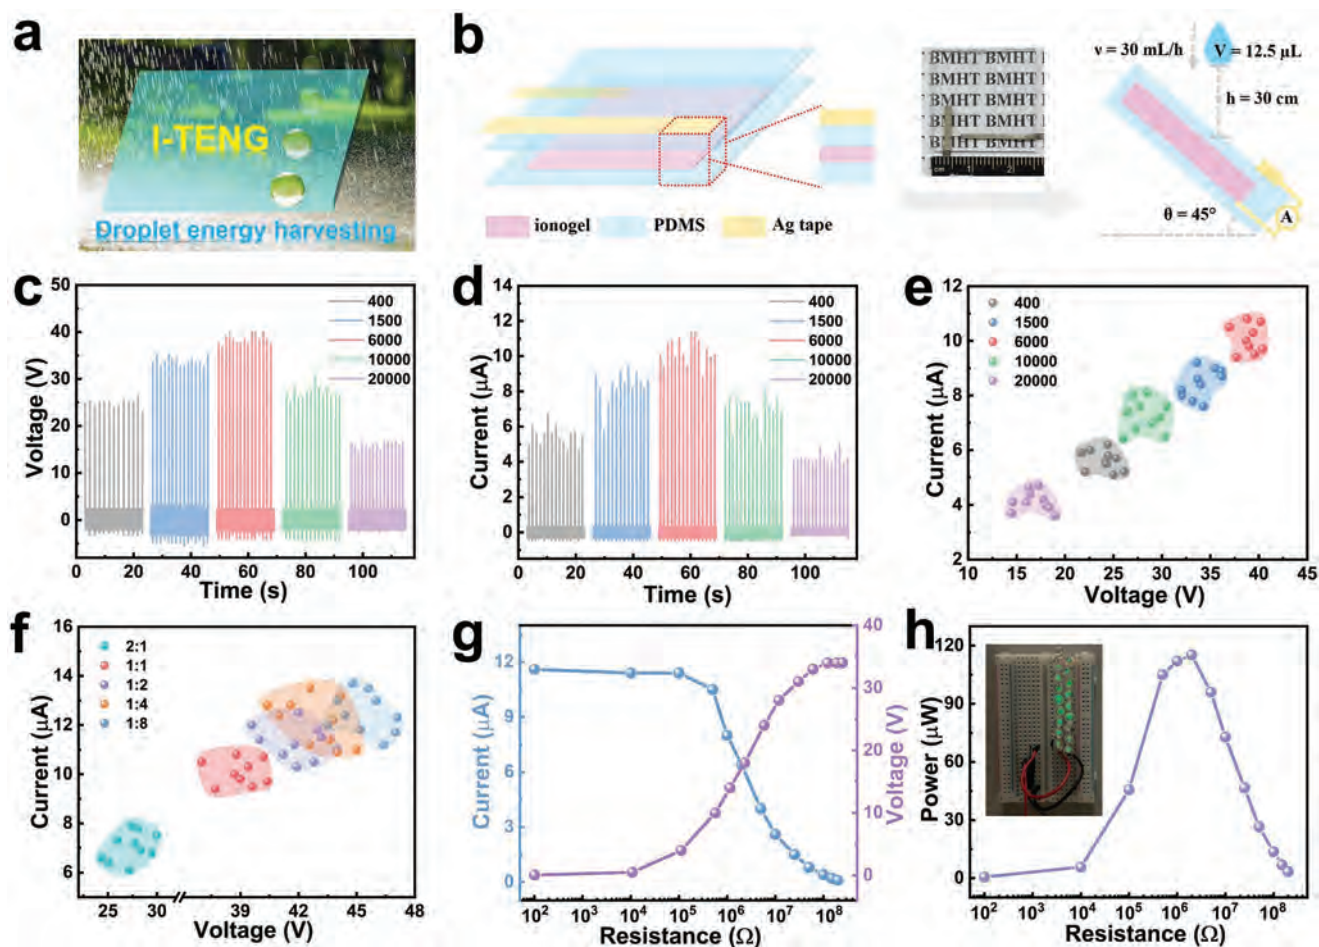 a
I-TENG
Droplet energy harvesting
b
ionogel
PDMS
Ag tape
BMHT BMHT
BMHT BMHT
BMHT BMHT
BMHT BMHT
BMHT BMHT
cm 1 2
v = 30 mL/h
V = 12.5 μL
h = 30 cm
θ = 45°
A
c
Voltage (V)
50
40
30
20
10
0
0 20 40 60 80 100
Time (s)
400
1500
6000
10000
20000
d
Current (μA)
14
12
10
8
6
4
2
0
0 20 40 60 80 100
Time (s)
400
1500
6000
10000
20000
e
Current (μA)
12
10
8
6
4
2
10 15 20 25 30 35 40 45
Voltage (V)
400
1500
6000
10000
20000
f
Current (μA)
16
14
12
10
8
6
25 30 39 42 45 48
Voltage (V)
2:1
1:1
1:2
1:4
1:8
g
Current (μA)
12
9
6
3
0
Voltage (V)
40
30
20
10
0
10² 10³ 10⁴ 10⁵ 10⁶ 10⁷ 10⁸
Resistance (Ω)
h
Power (μW)
120
90
60
30
0
10² 10³ 10⁴ 10⁵ 10⁶ 10⁷ 10⁸
Resistance (Ω)